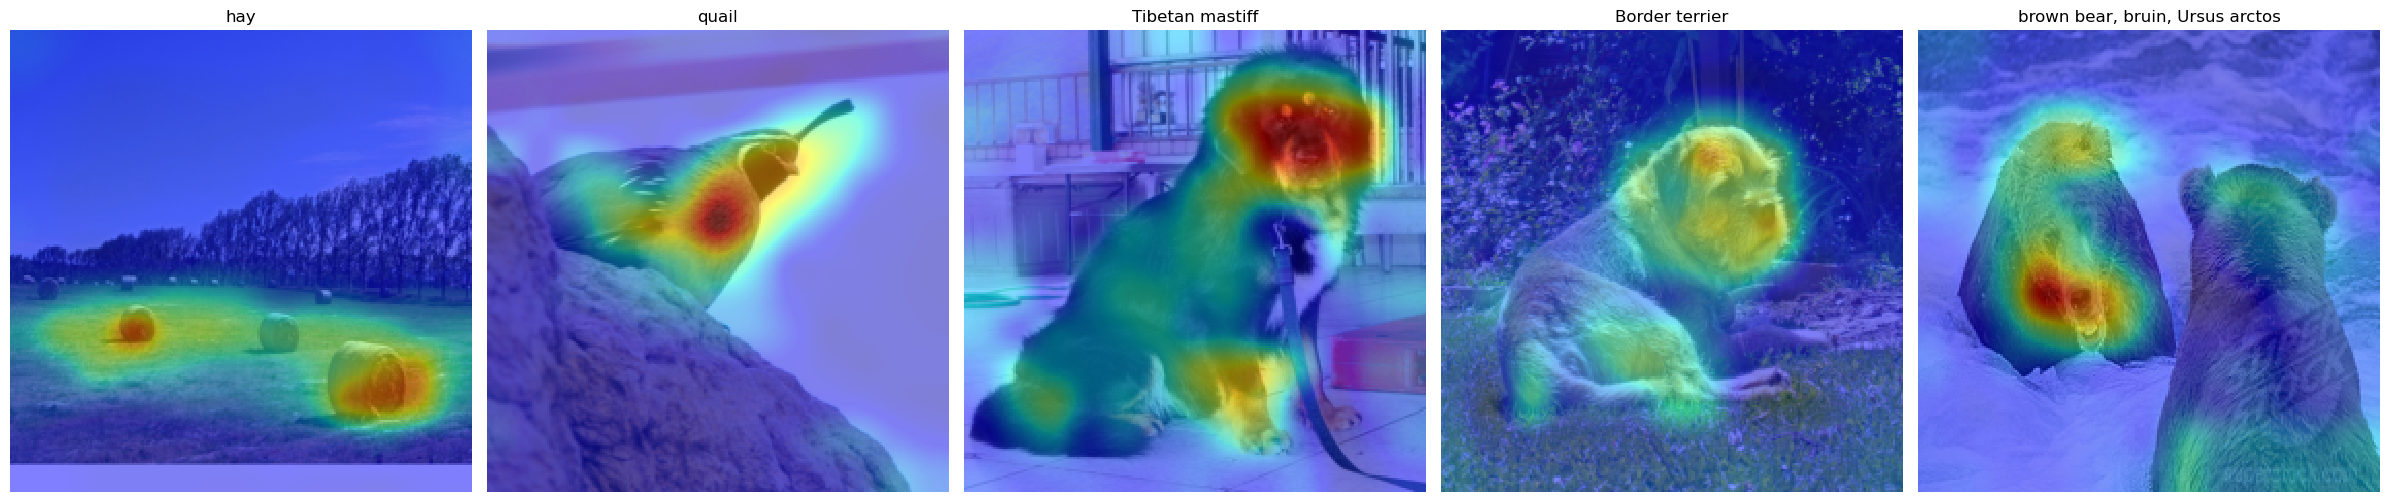 hay
quail
Tibetan mastiff
Border terrier
brown bear, bruin, Ursus arctos